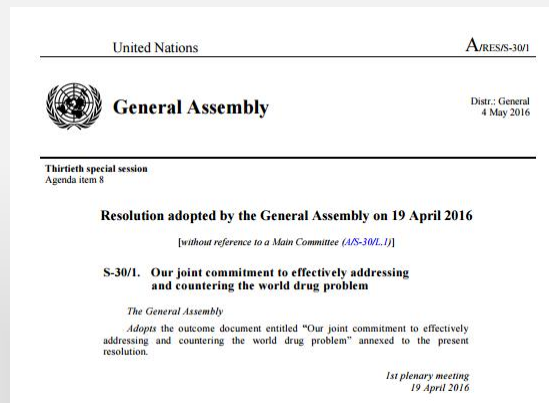 United Nations
A/RES/S-30/1
General Assembly
Distr.: General
4 May 2016
Thirtieth special session
Agenda item 8
Resolution adopted by the General Assembly on 19 April 2016
[without reference to a Main Committee (A/S-30/L.1)]
S-30/1. Our joint commitment to effectively addressing
and countering the world drug problem
The General Assembly
Adopts the outcome document entitled “Our joint commitment to effectively
addressing and countering the world drug problem” annexed to the present
resolution.
1st plenary meeting
19 April 2016